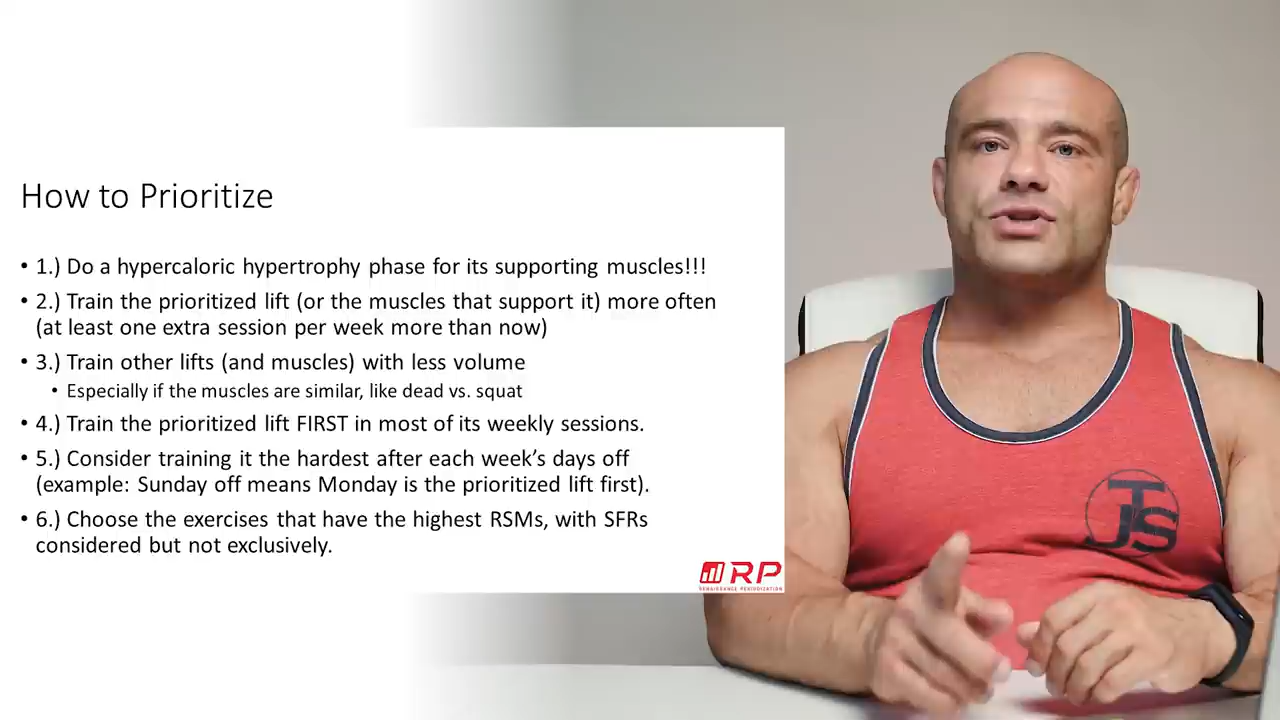 How to Prioritize
• 1.) Do a hypercaloric hypertrophy phase for its supporting muscles!!!
• 2.) Train the prioritized lift (or the muscles that support it) more often
(at least one extra session per week more than now)
• 3.) Train other lifts (and muscles) with less volume
• Especially if the muscles are similar, like dead vs. squat
• 4.) Train the prioritized lift FIRST in most of its weekly sessions.
• 5.) Consider training it the hardest after each week's days off
(example: Sunday off means Monday is the prioritized lift first).
• 6.) Choose the exercises that have the highest RSMs, with SFRs
considered but not exclusively.
RP
RENAISSANCE PERIODIZATION
JTS